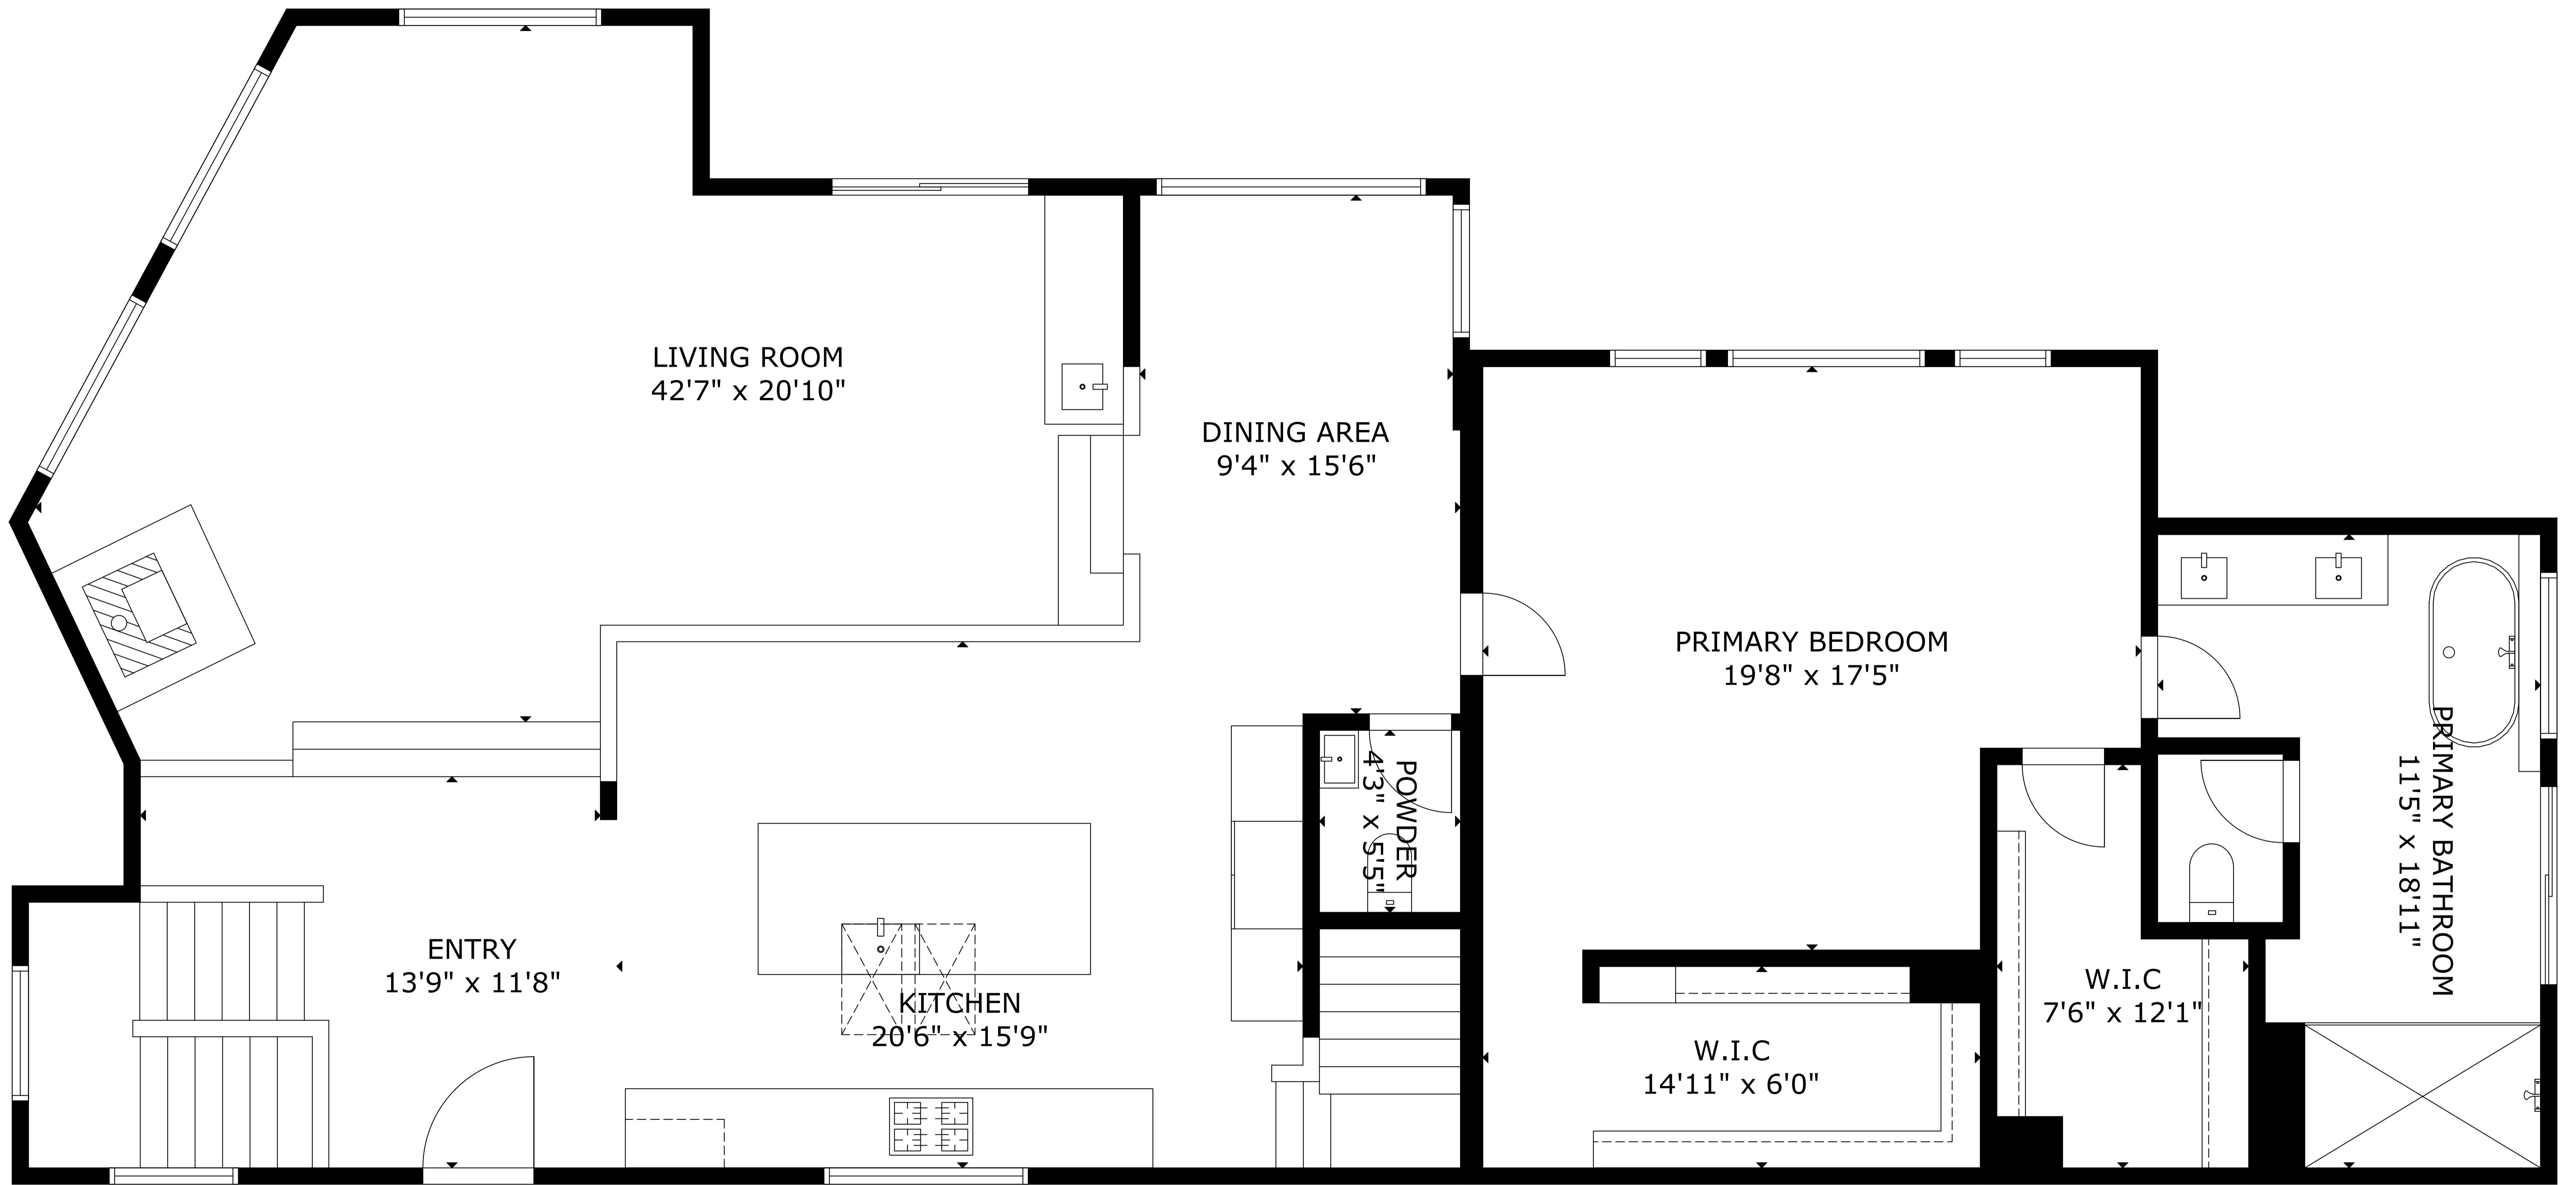 LIVING ROOM
42'7" x 20'10"
DINING AREA
9'4" x 15'6"
PRIMARY BEDROOM
19'8" x 17'5"
POWDER
4'3" x 5'5"
PRIMARY BATHROOM
11'5" x 18'11"
ENTRY
13'9" x 11'8"
KITCHEN
20'6" x 15'9"
W.I.C
14'11" x 6'0"
W.I.C
7'6" x 12'1"